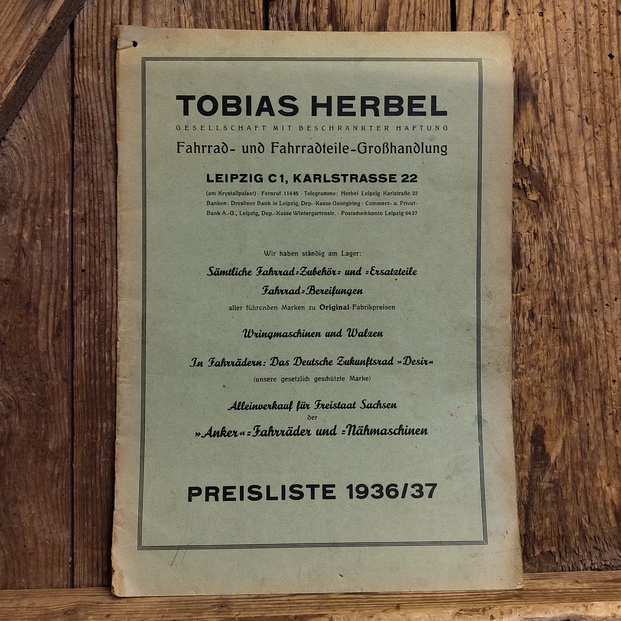 TOBIAS HERBEL
GESELLSCHAFT MIT BESCHRÄNKTER HAFTUNG
Fahrrad- und Fahrradteile-Großhandlung
LEIPZIG C 1, KARLSTRASSE 22
(am Krystallpalast) · Fernruf 11446 · Telegramme: Herbel Leipzig Karlstraße 22
Banken: Dresdner Bank in Leipzig, Dep.-Kasse Georgiring · Commerz- u. Privat-
Bank A.-G., Leipzig, Dep.-Kasse Wintergartenstr. · Postscheckkonto Leipzig 6437
Wir haben ständig am Lager:
Sämtliche Fahrrad=Zubehör= und =Ersatzteile
Fahrrad=Bereifungen
aller führenden Marken zu Original-Fabrikpreisen
Wringmaschinen und Walzen
In Fahrrädern: Das Deutsche Zukunftsrad »Desir«
(unsere gesetzlich geschützte Marke)
Alleinverkauf für Freistaat Sachsen
der
»Anker«=Fahrräder und =Nähmaschinen
PREISLISTE 1936/37